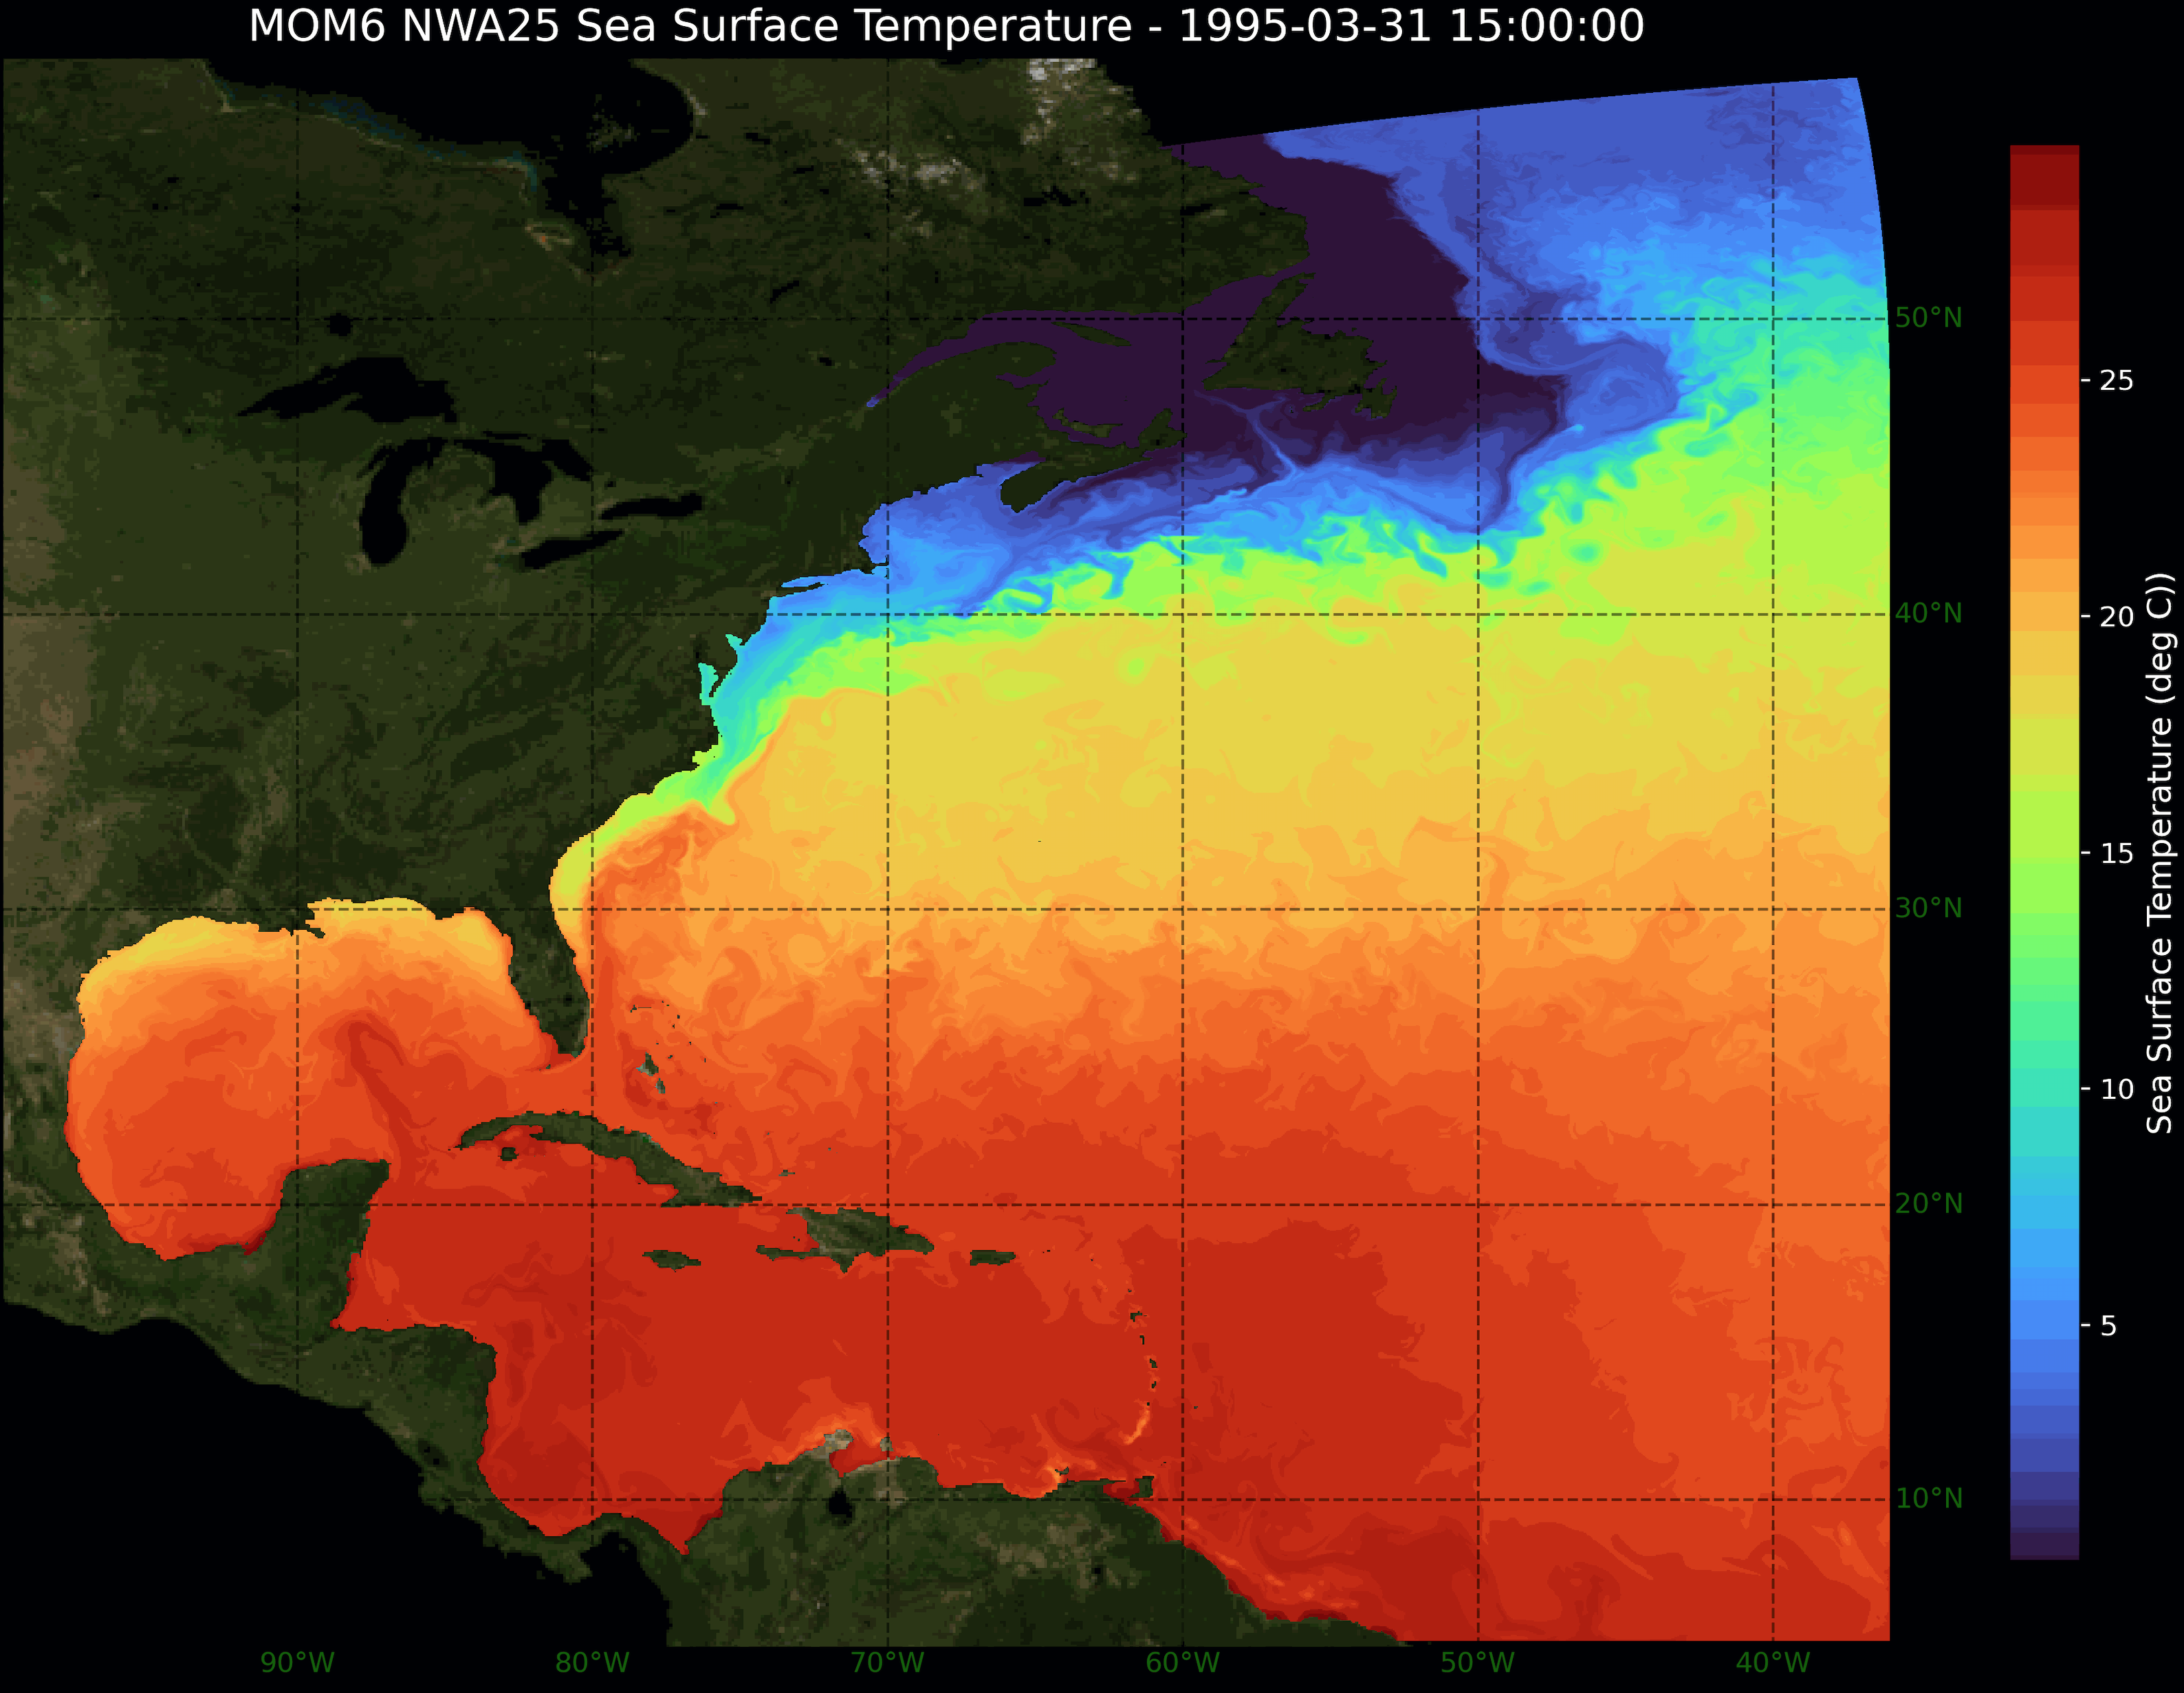 MOM6 NWA25 Sea Surface Temperature - 1995-03-31 15:00:00
50°N
40°N
30°N
20°N
10°N
90°W
80°W
70°W
60°W
50°W
40°W
25
20
15
10
5
Sea Surface Temperature (deg C))